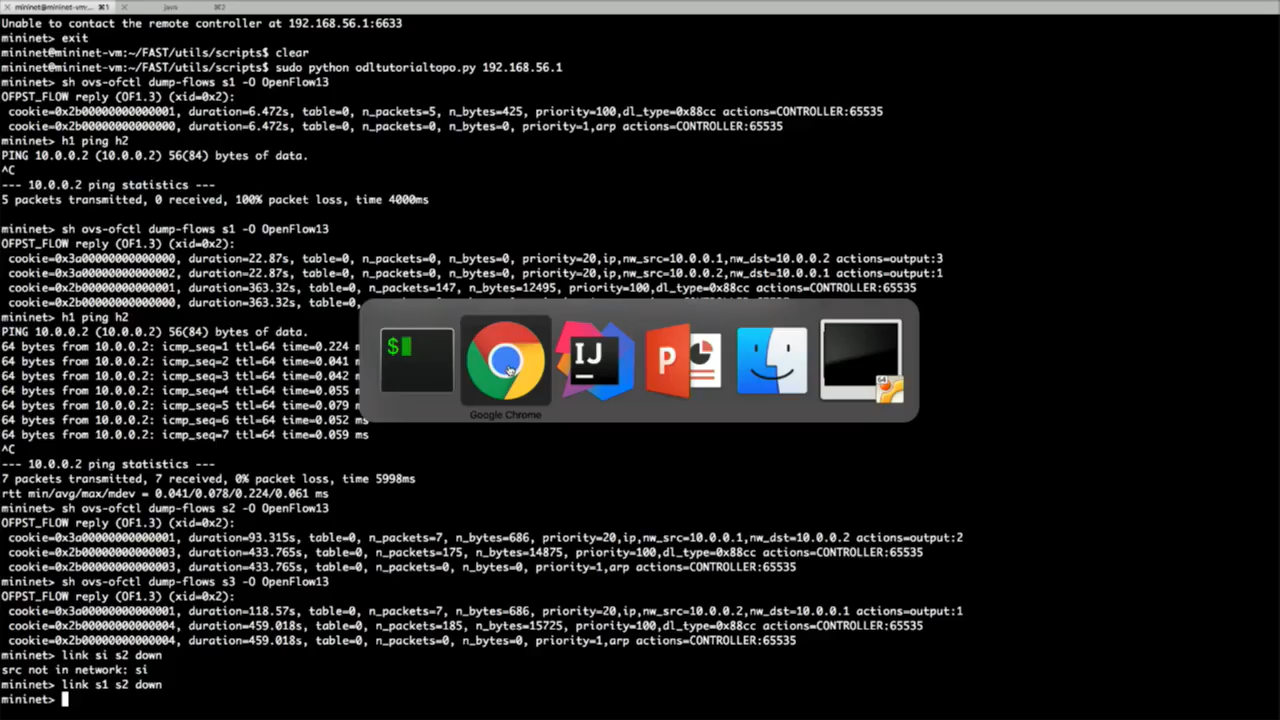 mininet@mininet-vm:... ⌘1
java ⌘2
Unable to contact the remote controller at 192.168.56.1:6633
mininet> exit
mininet@mininet-vm:~/FAST/utils/scripts$ clear
mininet@mininet-vm:~/FAST/utils/scripts$ sudo python odltutorialtopo.py 192.168.56.1
mininet> sh ovs-ofctl dump-flows s1 -O OpenFlow13
OFPST_FLOW reply (OF1.3) (xid=0x2):
cookie=0x2b00000000000001, duration=6.472s, table=0, n_packets=5, n_bytes=425, priority=100,dl_type=0x88cc actions=CONTROLLER:65535
cookie=0x2b00000000000000, duration=6.472s, table=0, n_packets=0, n_bytes=0, priority=1,arp actions=CONTROLLER:65535
mininet> h1 ping h2
PING 10.0.0.2 (10.0.0.2) 56(84) bytes of data.
^C
--- 10.0.0.2 ping statistics ---
5 packets transmitted, 0 received, 100% packet loss, time 4000ms
mininet> sh ovs-ofctl dump-flows s1 -O OpenFlow13
OFPST_FLOW reply (OF1.3) (xid=0x2):
cookie=0x3a00000000000000, duration=22.87s, table=0, n_packets=0, n_bytes=0, priority=20,ip,nw_src=10.0.0.1,nw_dst=10.0.0.2 actions=output:3
cookie=0x3a00000000000002, duration=22.87s, table=0, n_packets=0, n_bytes=0, priority=20,ip,nw_src=10.0.0.2,nw_dst=10.0.0.1 actions=output:1
cookie=0x2b00000000000001, duration=363.32s, table=0, n_packets=147, n_bytes=12495, priority=100,dl_type=0x88cc actions=CONTROLLER:65535
cookie=0x2b00000000000000, duration=363.32s, table=0
mininet> h1 ping h2
PING 10.0.0.2 (10.0.0.2) 56(84) bytes of data.
64 bytes from 10.0.0.2: icmp_seq=1 ttl=64 time=0.224 m
64 bytes from 10.0.0.2: icmp_seq=2 ttl=64 time=0.041 m
64 bytes from 10.0.0.2: icmp_seq=3 ttl=64 time=0.042 m
64 bytes from 10.0.0.2: icmp_seq=4 ttl=64 time=0.055 m
64 bytes from 10.0.0.2: icmp_seq=5 ttl=64 time=0.079 m
64 bytes from 10.0.0.2: icmp_seq=6 ttl=64 time=0.052 ms
64 bytes from 10.0.0.2: icmp_seq=7 ttl=64 time=0.059 ms
$
IJ
P
64
Google Chrome
^C
--- 10.0.0.2 ping statistics ---
7 packets transmitted, 7 received, 0% packet loss, time 5998ms
rtt min/avg/max/mdev = 0.041/0.078/0.224/0.061 ms
mininet> sh ovs-ofctl dump-flows s2 -O OpenFlow13
OFPST_FLOW reply (OF1.3) (xid=0x2):
cookie=0x3a00000000000001, duration=93.315s, table=0, n_packets=7, n_bytes=686, priority=20,ip,nw_src=10.0.0.1,nw_dst=10.0.0.2 actions=output:2
cookie=0x2b00000000000003, duration=433.765s, table=0, n_packets=175, n_bytes=14875, priority=100,dl_type=0x88cc actions=CONTROLLER:65535
cookie=0x2b00000000000003, duration=433.765s, table=0, n_packets=0, n_bytes=0, priority=1,arp actions=CONTROLLER:65535
mininet> sh ovs-ofctl dump-flows s3 -O OpenFlow13
OFPST_FLOW reply (OF1.3) (xid=0x2):
cookie=0x3a00000000000001, duration=118.57s, table=0, n_packets=7, n_bytes=686, priority=20,ip,nw_src=10.0.0.2,nw_dst=10.0.0.1 actions=output:1
cookie=0x2b00000000000004, duration=459.018s, table=0, n_packets=185, n_bytes=15725, priority=100,dl_type=0x88cc actions=CONTROLLER:65535
cookie=0x2b00000000000004, duration=459.018s, table=0, n_packets=0, n_bytes=0, priority=1,arp actions=CONTROLLER:65535
mininet> link si s2 down
src not in network: si
mininet> link s1 s2 down
mininet>